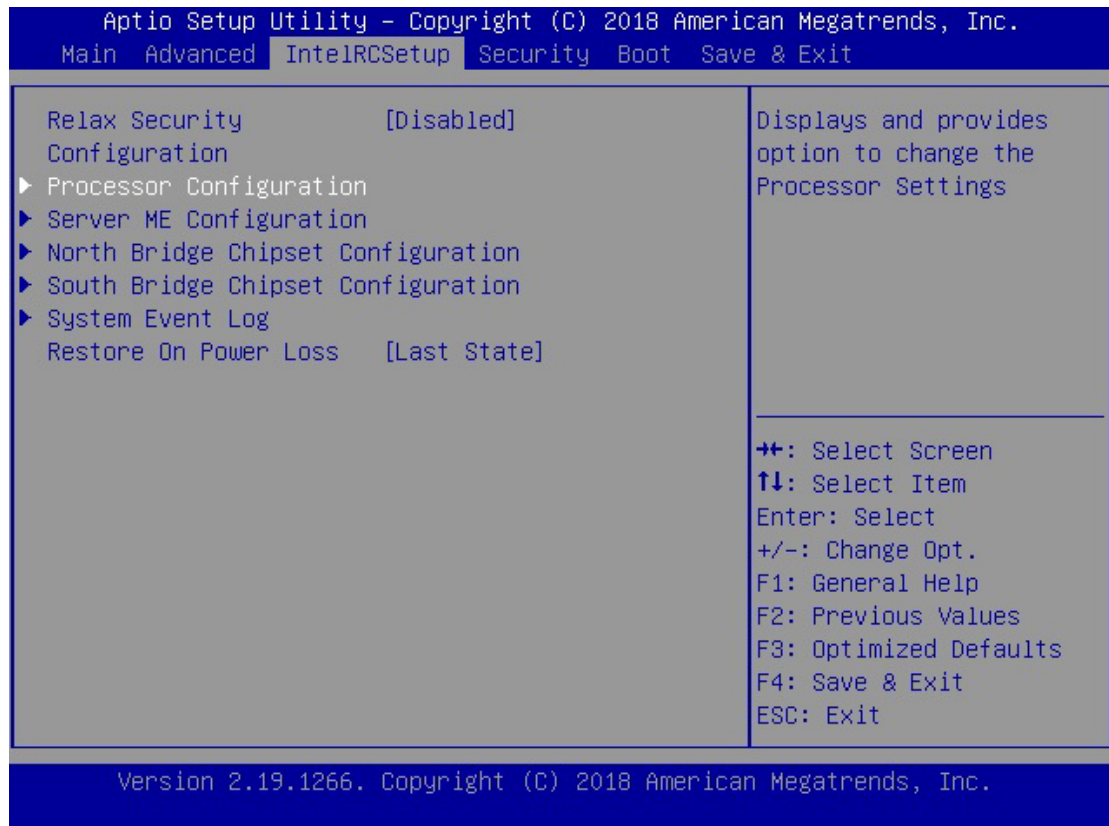 Aptio Setup Utility – Copyright (C) 2018 American Megatrends, Inc.
Main Advanced IntelRCSetup Security Boot Save & Exit
Relax Security [Disabled]
Configuration
▶ Processor Configuration
▶ Server ME Configuration
▶ North Bridge Chipset Configuration
▶ South Bridge Chipset Configuration
▶ System Event Log
Restore On Power Loss [Last State]
Displays and provides
option to change the
Processor Settings
→←: Select Screen
↑↓: Select Item
Enter: Select
+/-: Change Opt.
F1: General Help
F2: Previous Values
F3: Optimized Defaults
F4: Save & Exit
ESC: Exit
Version 2.19.1266. Copyright (C) 2018 American Megatrends, Inc.